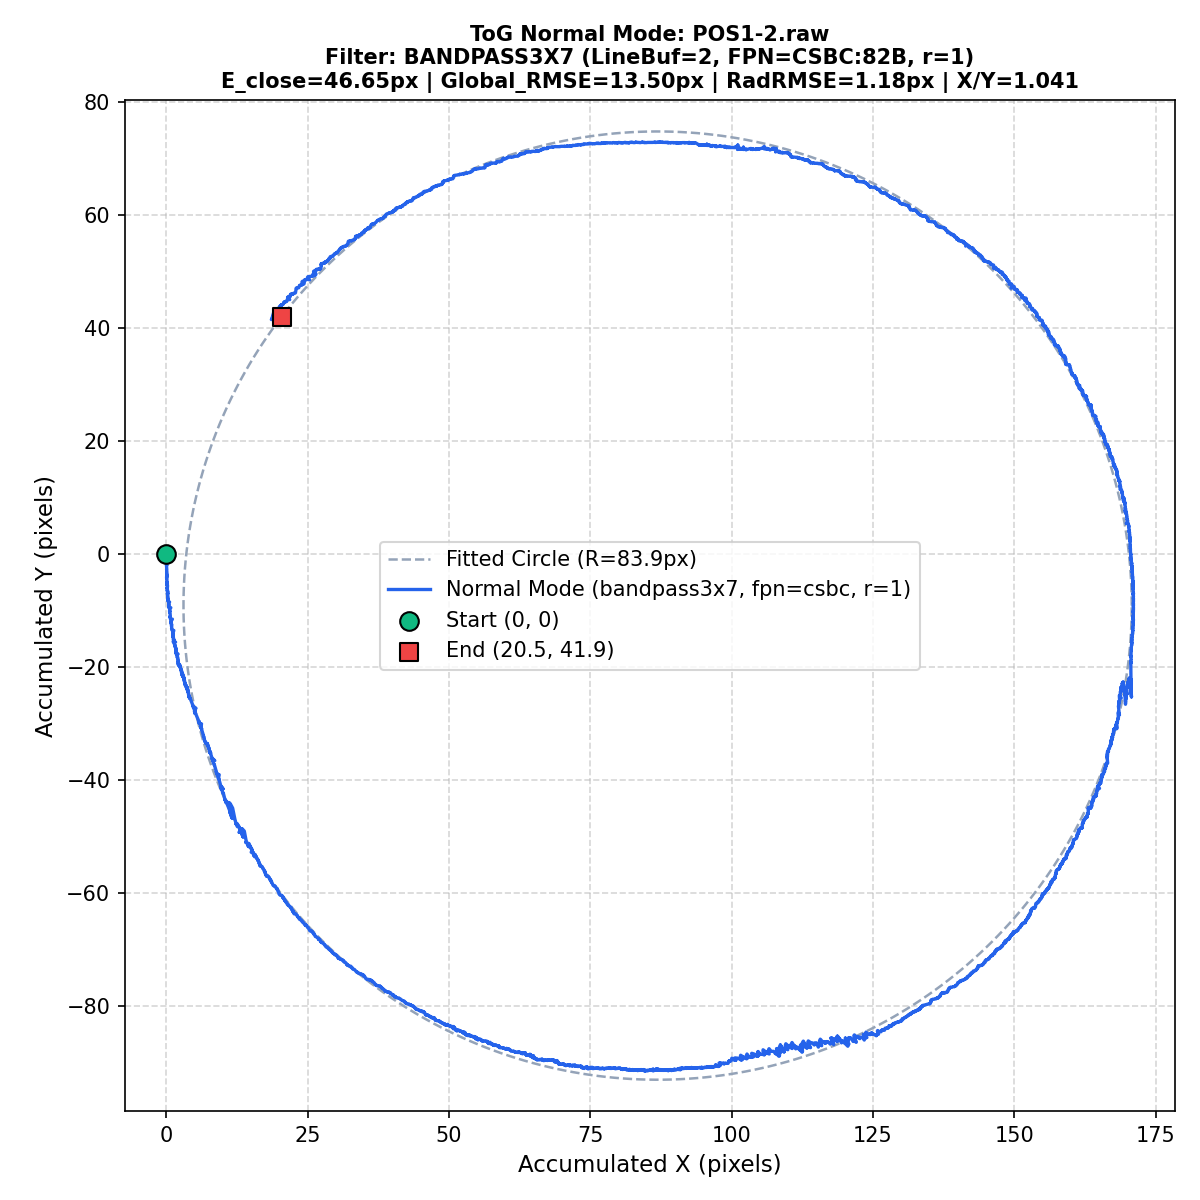 ToG Normal Mode: POS1-2.raw
Filter: BANDPASS3X7 (LineBuf=2, FPN=CSBC:82B, r=1)
E_close=46.65px | Global_RMSE=13.50px | RadRMSE=1.18px | X/Y=1.041
80
60
40
20
0
−20
−40
−60
−80
Accumulated Y (pixels)
Fitted Circle (R=83.9px)
Normal Mode (bandpass3x7, fpn=csbc, r=1)
Start (0, 0)
End (20.5, 41.9)
0 25 50 75 100 125 150 175
Accumulated X (pixels)